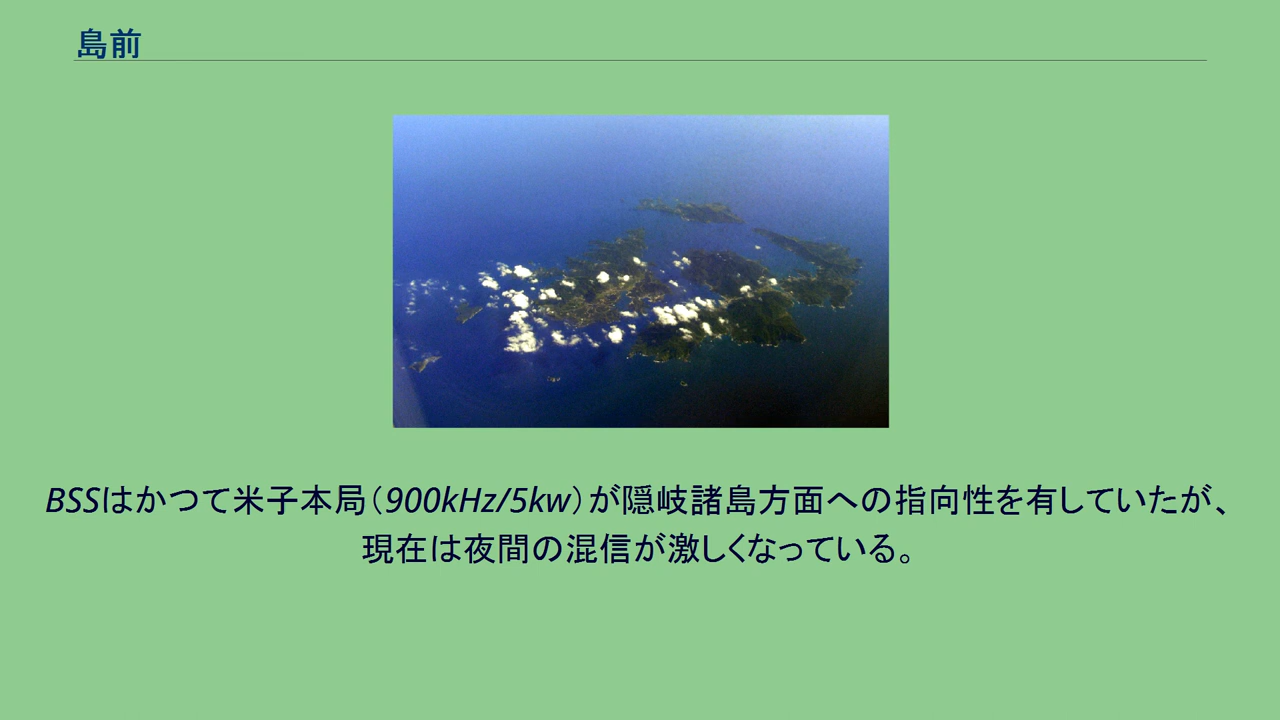 島前
BSSはかつて米子本局（900kHz/5kw）が隠岐諸島方面への指向性を有していたが、
現在は夜間の混信が激しくなっている。